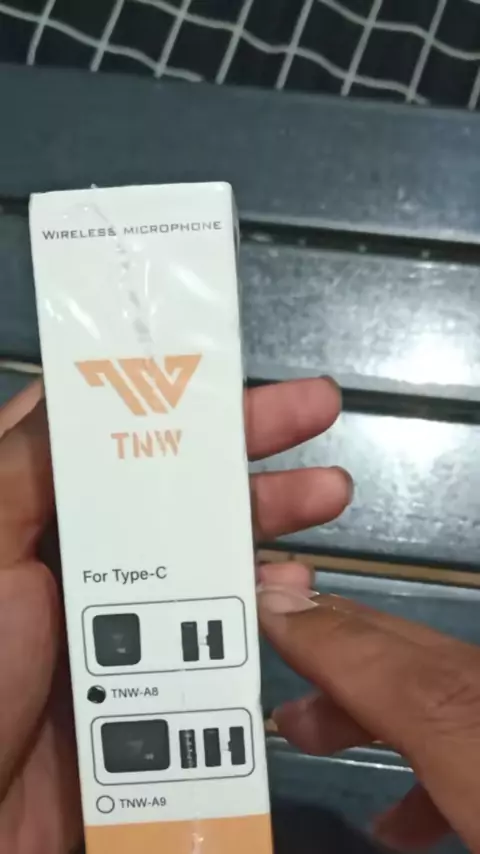 WIRELESS MICROPHONE
TNW
For Type-C
TNW-A8
TNW-A9